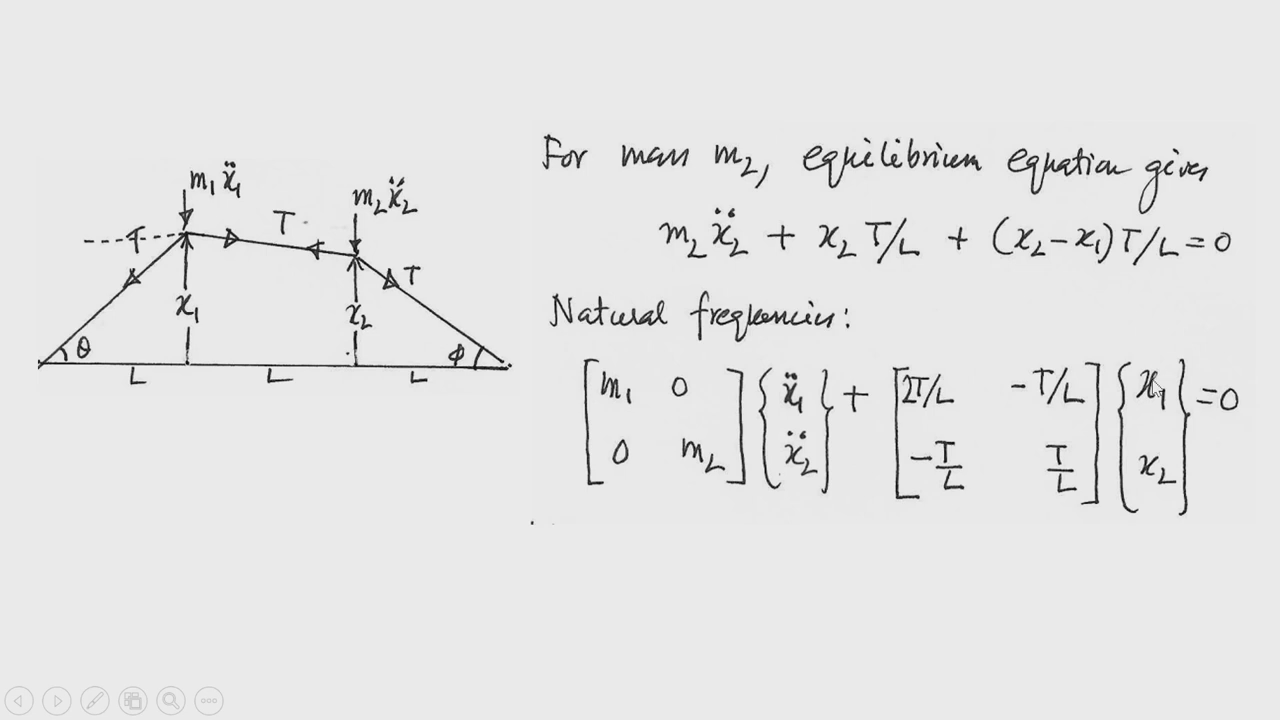 m₁ẍ₁
m₂ẍ₂
T
T
T
x₁
x₂
θ
φ
L
L
L
For mass m₂, equilibrium equation gives
m₂ẍ₂ + x₂ T/L + (x₂-x₁)T/L = 0
Natural frequencies:
[m₁ 0; 0 m₂] {ẍ₁; ẍ₂} + [2T/L -T/L; -T/L T/L] {x₁; x₂} = 0